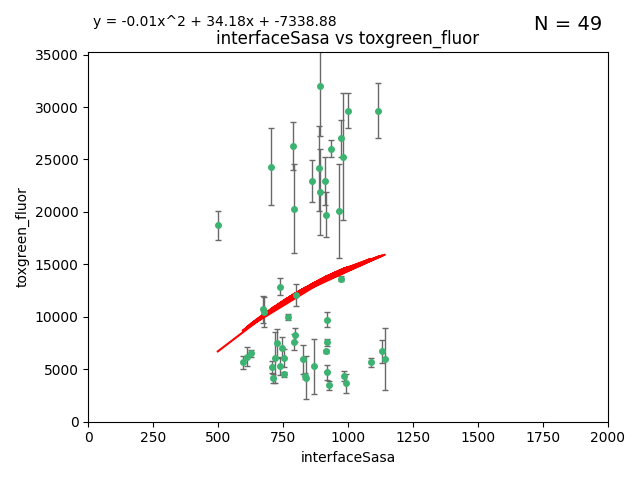 y = -0.01x^2 + 34.18x + -7338.88
N = 49
interfaceSasa vs toxgreen_fluor
toxgreen_fluor
35000
30000
25000
20000
15000
10000
5000
0
0 250 500 750 1000 1250 1500 1750 2000
interfaceSasa